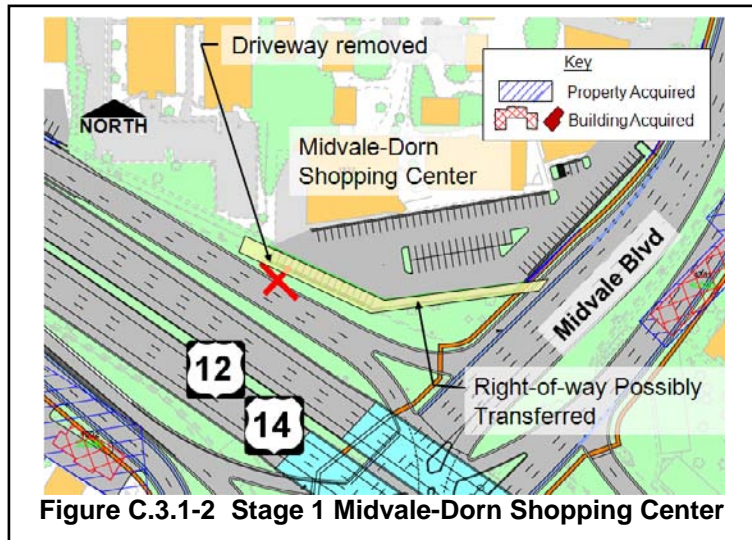 Driveway removed
Key
Property Acquired
Building Acquired
NORTH
Midvale-Dorn
Shopping Center
Midvale Blvd
12
14
Right-of-way Possibly
Transferred
Figure C.3.1-2 Stage 1 Midvale-Dorn Shopping Center